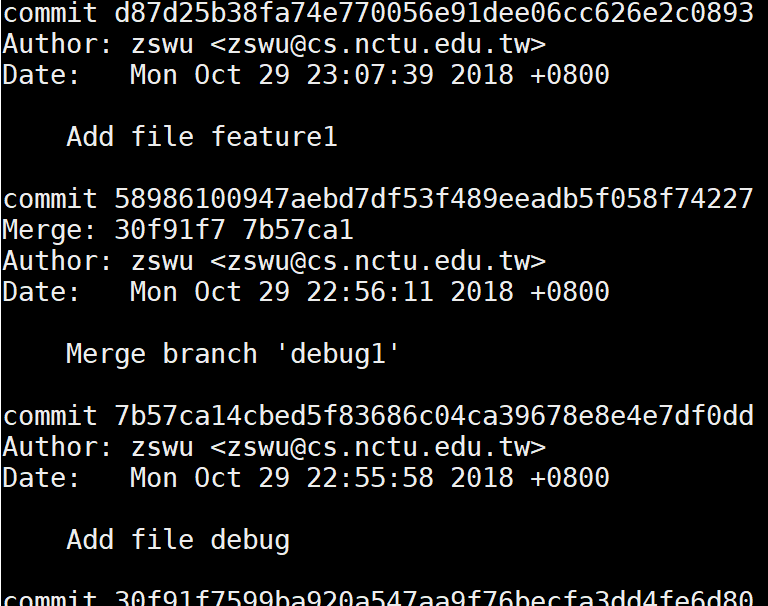 commit d87d25b38fa74e770056e91dee06cc626e2c0893
Author: zswu <zswu@cs.nctu.edu.tw>
Date:   Mon Oct 29 23:07:39 2018 +0800
Add file feature1
commit 58986100947aebd7df53f489eeadb5f058f74227
Merge: 30f91f7 7b57ca1
Author: zswu <zswu@cs.nctu.edu.tw>
Date:   Mon Oct 29 22:56:11 2018 +0800
Merge branch 'debug1'
commit 7b57ca14cbed5f83686c04ca39678e8e4e7df0dd
Author: zswu <zswu@cs.nctu.edu.tw>
Date:   Mon Oct 29 22:55:58 2018 +0800
Add file debug
commit 30f91f7599ba920a547aa9f76becfa3dd4fe6d80